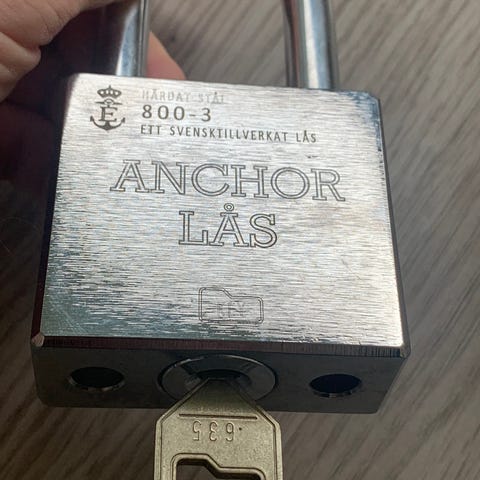 HÄRDAT STÅL
800-3
ETT SVENSKTILLVERKAT LÅS
E
ANCHOR
LÅS
.635